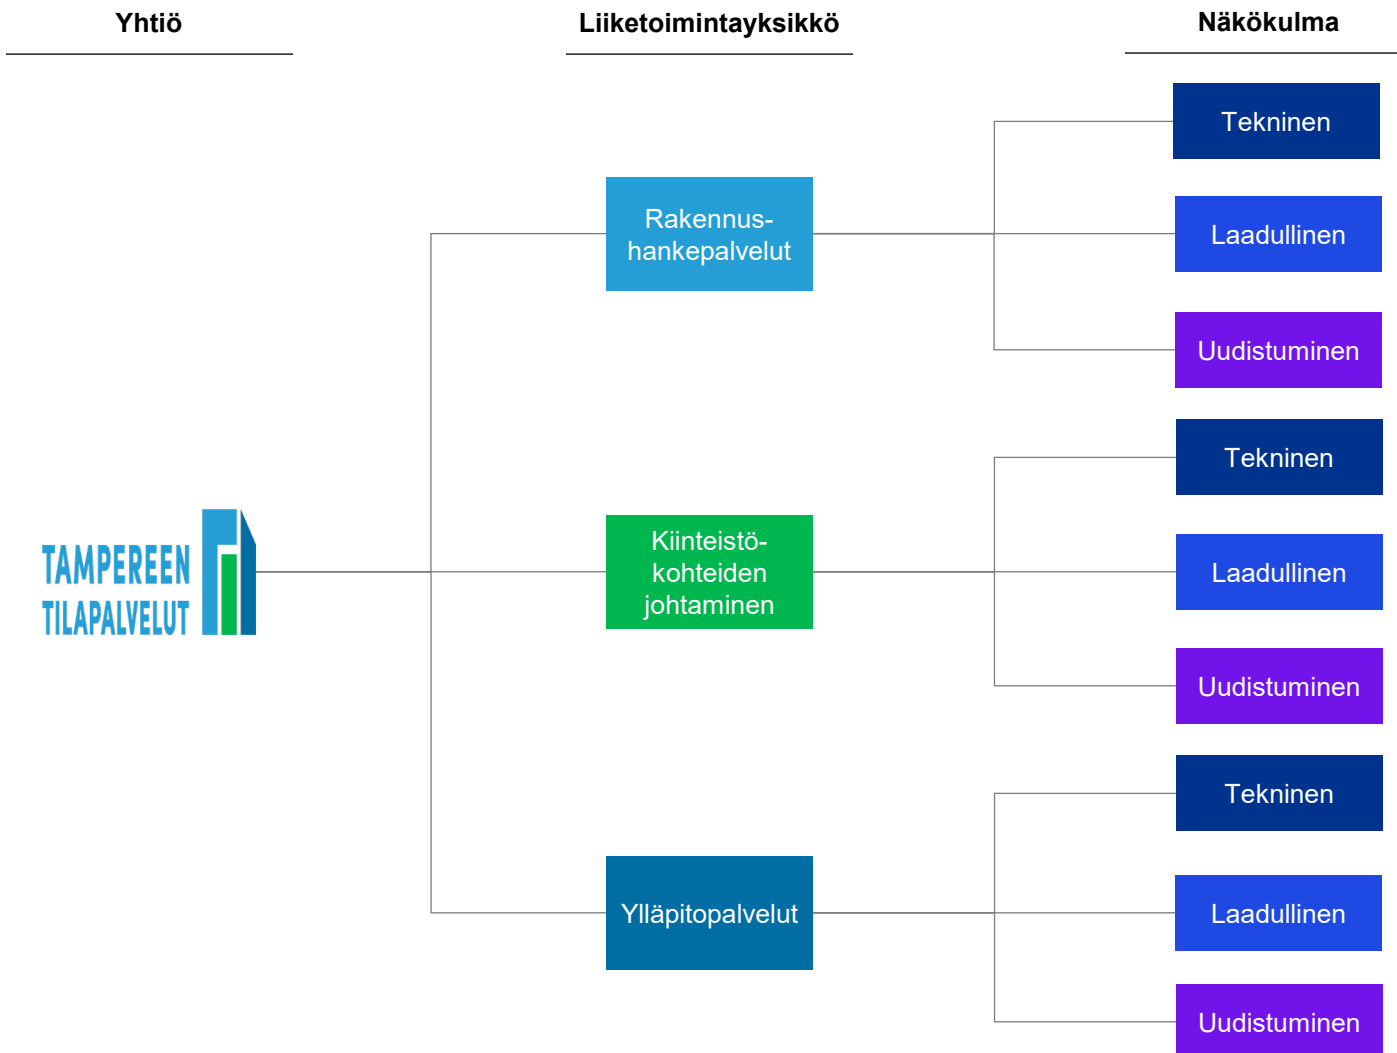 Yhtiö
Liiketoimintayksikkö
Näkökulma
Tekninen
Rakennus-
hankepalvelut
Laadullinen
Uudistuminen
TAMPEREEN
TILAPALVELUT
Kiinteistö-
kohteiden
johtaminen
Tekninen
Laadullinen
Uudistuminen
Ylläpitopalvelut
Tekninen
Laadullinen
Uudistuminen